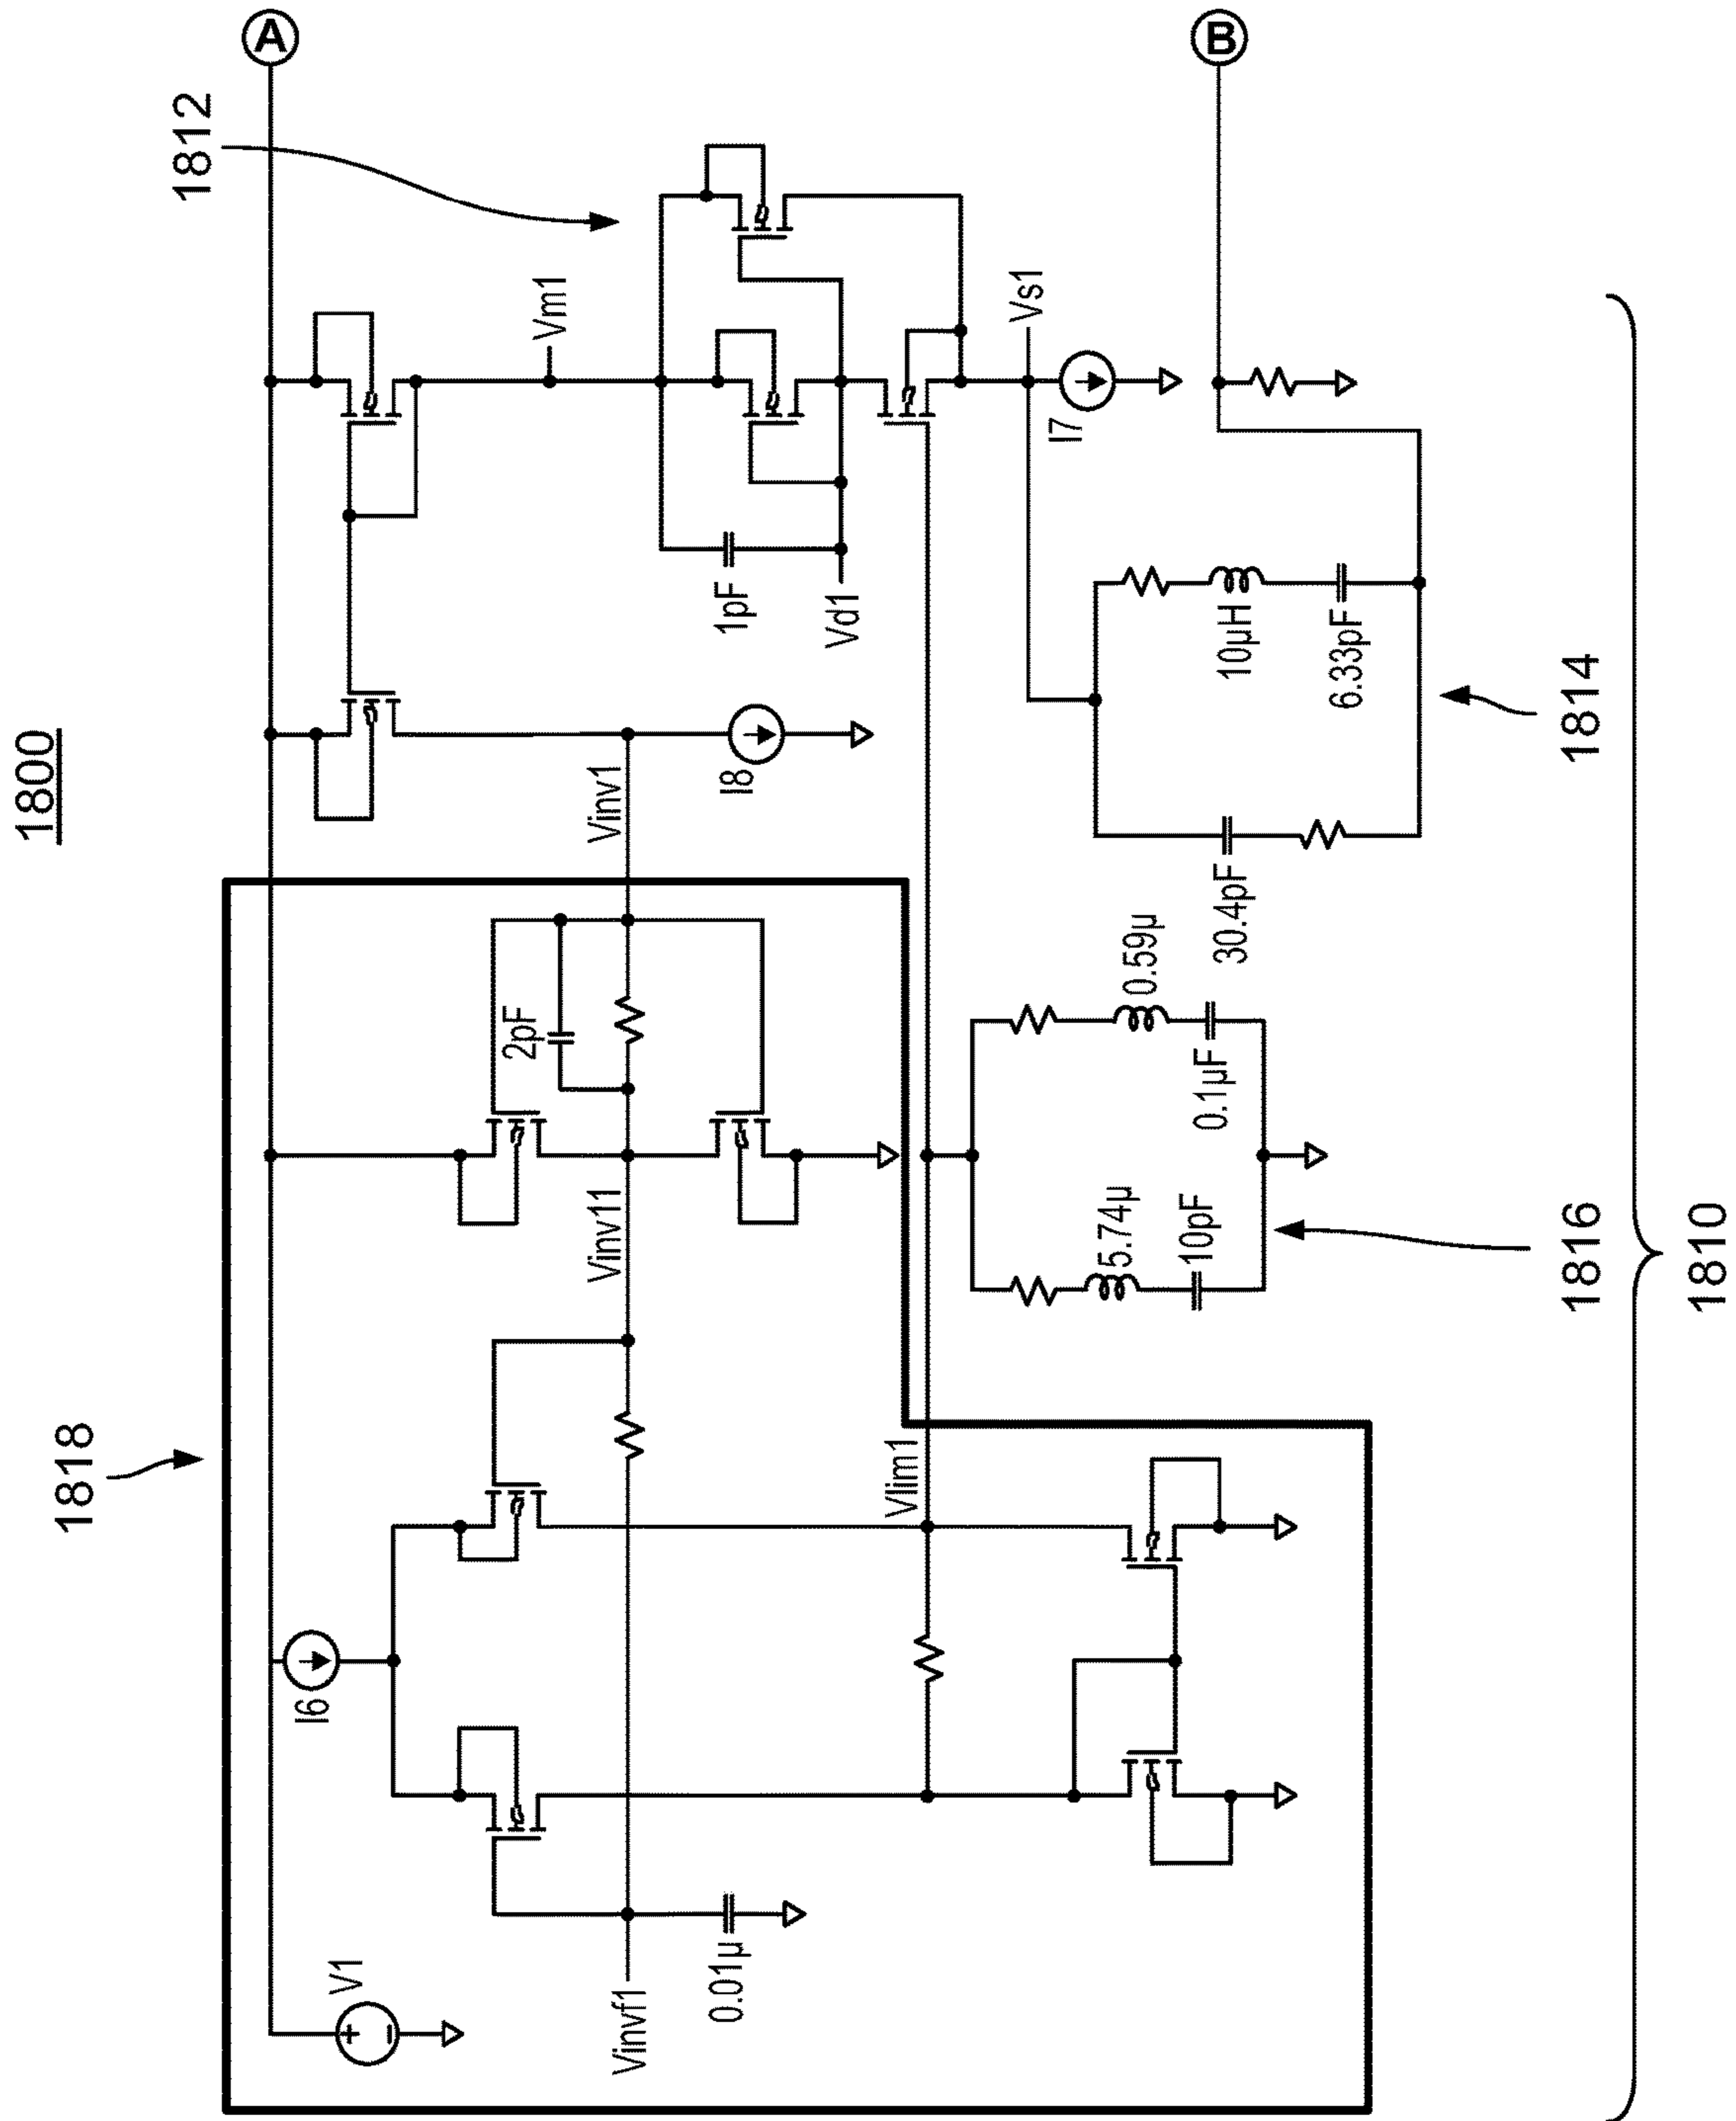 1800
1818
V1
I6
Vinvf1
0.01µ
Vinv11
2pF
Vinv1
I8
Vlim1
5.74µ
10pF
0.59µ
0.1µF
1816
A
1812
Vm1
1pF
Vd1
Vs1
I7
B
10µH
6.33pF
30.4pF
1814
1810